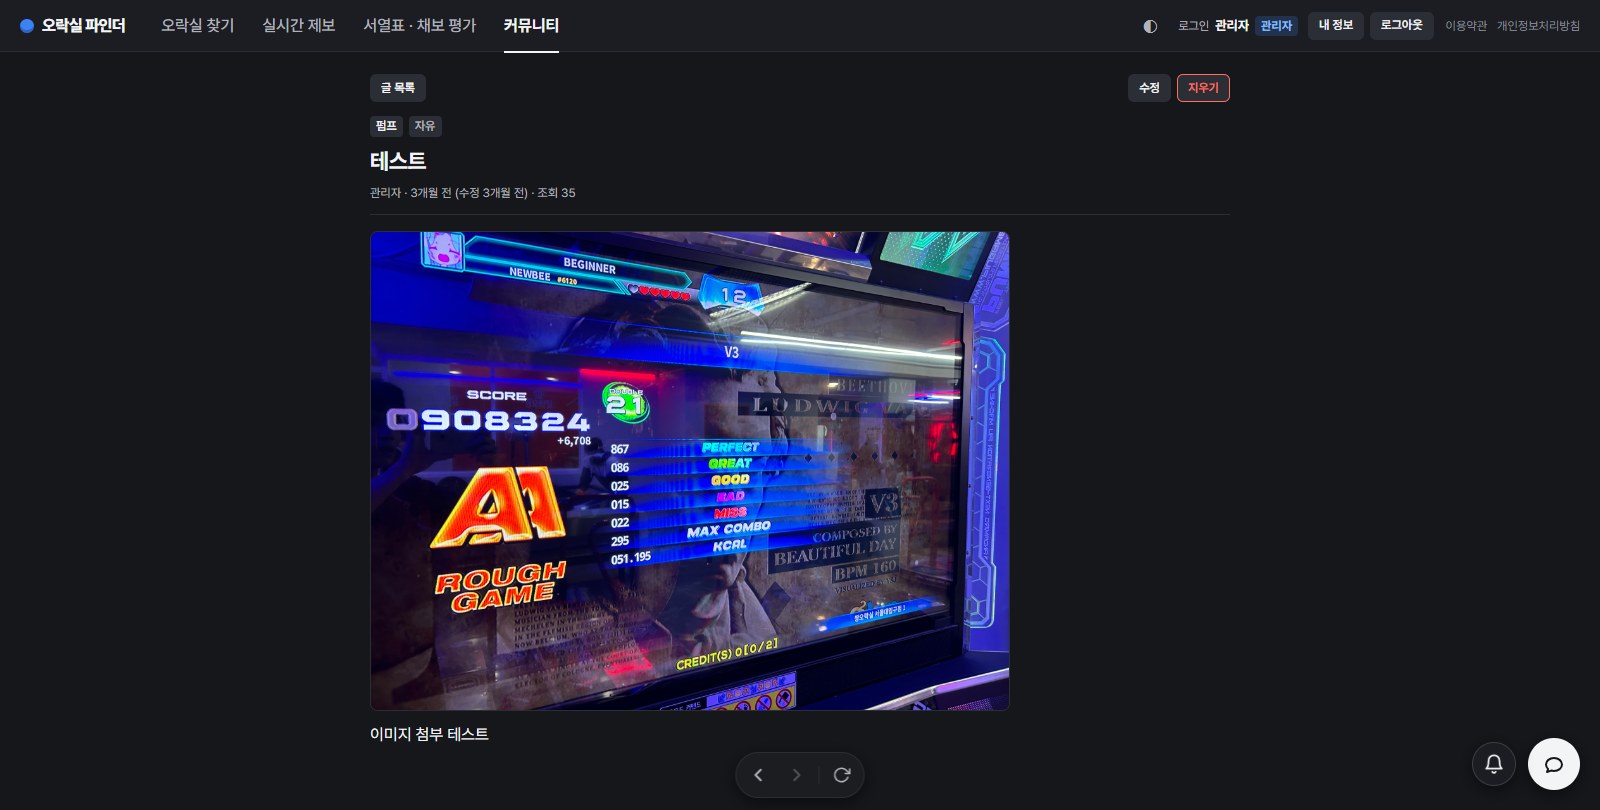 오락실 파인더
오락실 찾기
실시간 제보
서열표 · 채보 평가
커뮤니티
로그인 관리자 관리자
내 정보
로그아웃
이용약관
개인정보처리방침
글 목록
수정
지우기
펌프
자유
테스트
관리자 · 3개월 전 (수정 3개월 전) · 조회 35
BEGINNER
NEWBEE #6120
12
V3
SCORE
0908324
+6,708
DOUBLE
21
867 PERFECT
086 GREAT
025 GOOD
015 BAD
022 MISS
295 MAX COMBO
051.195 KCAL
A
ROUGH
GAME
BEETHOV
LUDWIG VA
V3
COMPOSED BY
BEAUTIFUL DAY
BPM 160
CREDIT(S) 0[0/2]
이미지 첨부 테스트